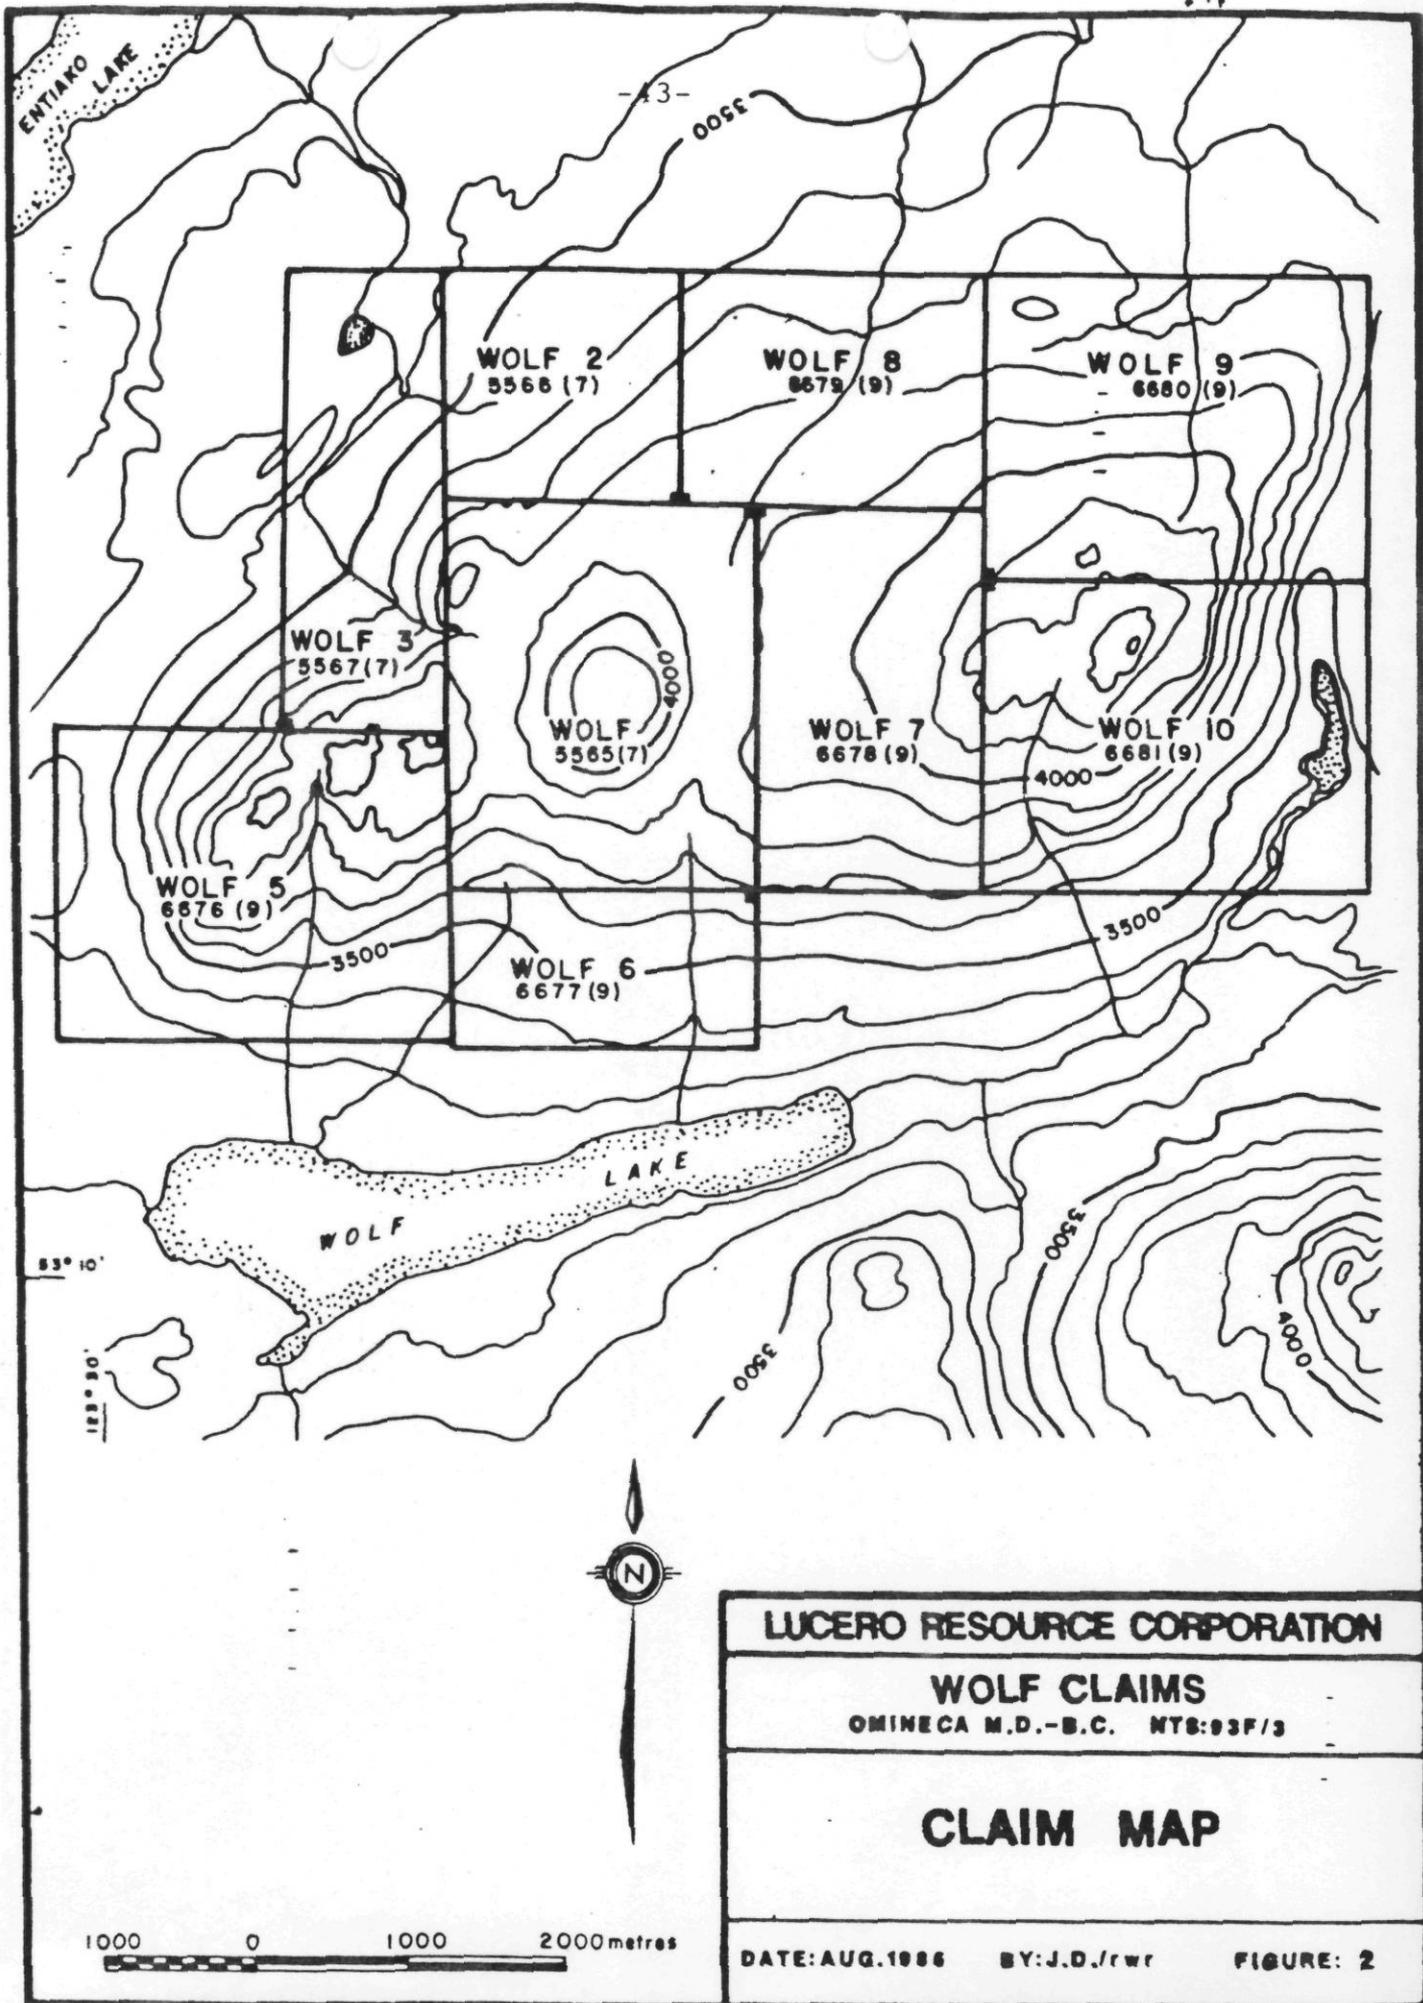 -43-
ENTIAKO
LAKE
3500
WOLF 2
5566 (7)
WOLF 8
6679 (9)
WOLF 9
6680 (9)
WOLF 3
5567(7)
4000
WOLF
5565(7)
WOLF 7
6678(9)
WOLF 10
6681(9)
4000
WOLF 5
6676 (9)
3500
3500
WOLF 6
6677(9)
WOLF LAKE
3500
53° 10'
3500
4000
123° 30'
N
LUCERO RESOURCE CORPORATION
WOLF CLAIMS
OMINECA M.D.-B.C. NTS:93F/3
CLAIM MAP
1000 0 1000 2000 metres
DATE: AUG. 1986 BY: J.D./rwr FIGURE: 2